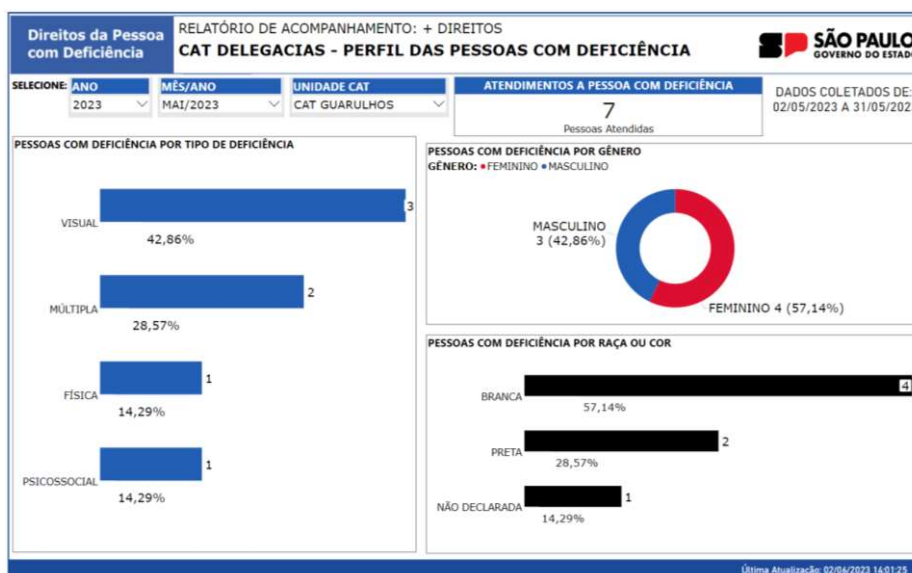 Direitos da Pessoa
com Deficiência
RELATÓRIO DE ACOMPANHAMENTO: + DIREITOS
CAT DELEGACIAS - PERFIL DAS PESSOAS COM DEFICIÊNCIA
SÃO PAULO
GOVERNO DO ESTADO
SELECIONE:
ANO
2023
MÊS/ANO
MAI/2023
UNIDADE CAT
CAT GUARULHOS
ATENDIMENTOS A PESSOA COM DEFICIÊNCIA
7
Pessoas Atendidas
DADOS COLETADOS DE:
02/05/2023 A 31/05/202
PESSOAS COM DEFICIÊNCIA POR TIPO DE DEFICIÊNCIA
VISUAL
3
42,86%
MÚLTIPLA
2
28,57%
FÍSICA
1
14,29%
PSICOSSOCIAL
1
14,29%
PESSOAS COM DEFICIÊNCIA POR GÊNERO
GÊNERO: FEMININO MASCULINO
MASCULINO
3 (42,86%)
FEMININO 4 (57,14%)
PESSOAS COM DEFICIÊNCIA POR RAÇA OU COR
BRANCA
4
57,14%
PRETA
2
28,57%
NÃO DECLARADA
1
14,29%
Última Atualização: 02/06/2023 14:01:25